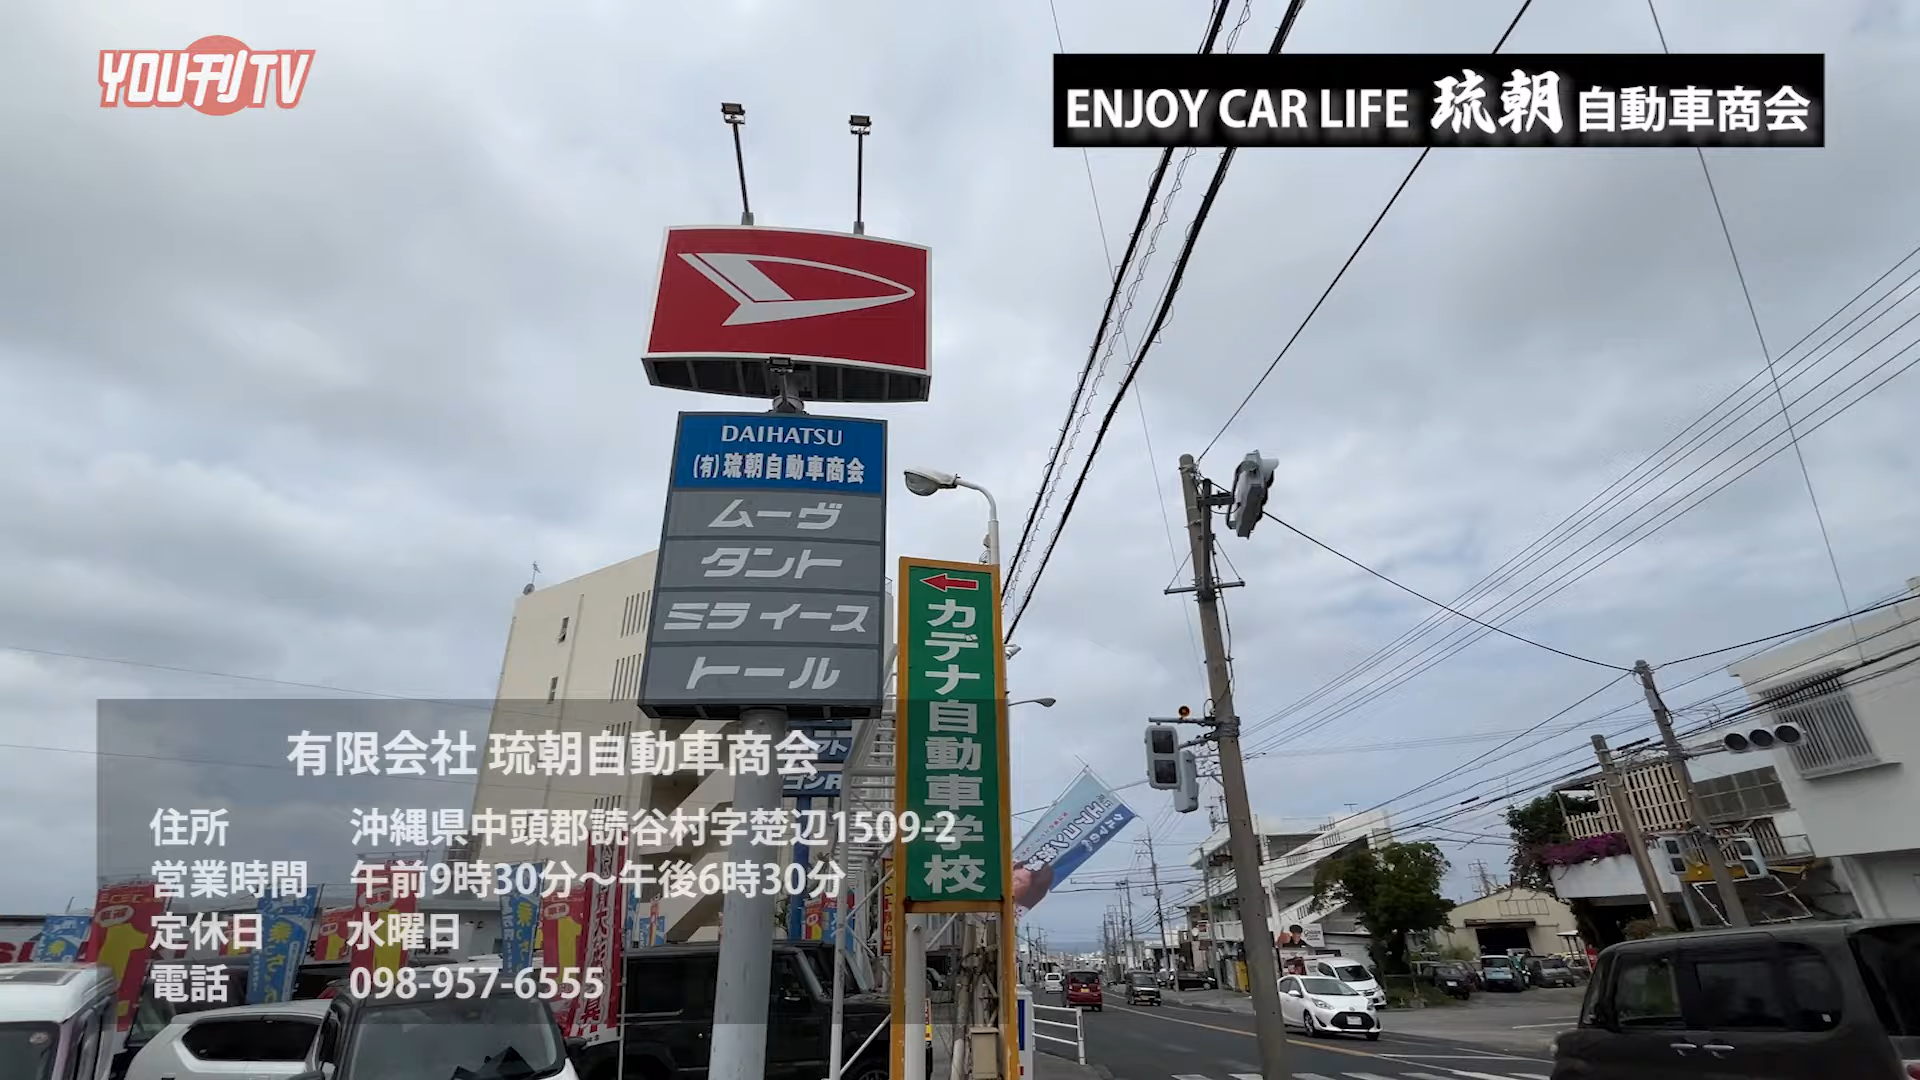 YOU刊TV
ENJOY CAR LIFE 琉朝 自動車商会
DAIHATSU
(有)琉朝自動車商会
ムーヴ
タント
ミライース
トール
カデナ自動車学校
有限会社 琉朝自動車商会
住所 沖縄県中頭郡読谷村字楚辺1509-2
営業時間 午前9時30分～午後6時30分
定休日 水曜日
電話 098-957-6555